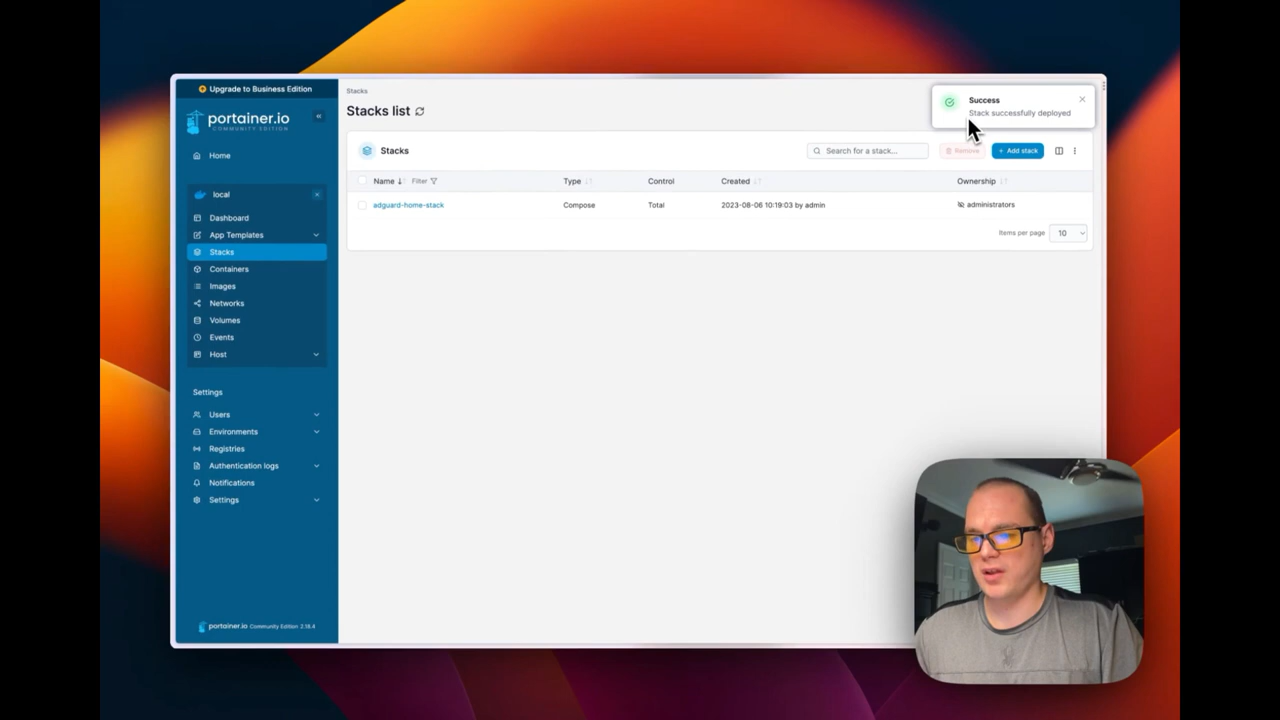 Upgrade to Business Edition
portainer.io
COMMUNITY EDITION
Home
local
Dashboard
App Templates
Stacks
Containers
Images
Networks
Volumes
Events
Host
Settings
Users
Environments
Registries
Authentication logs
Notifications
Settings
portainer.io Community Edition 2.18.4
Stacks
Stacks list
Success
Stack successfully deployed
Stacks
Search for a stack...
Remove
+ Add stack
Name
Filter
Type
Control
Created
Ownership
adguard-home-stack
Compose
Total
2023-08-06 10:19:03 by admin
administrators
Items per page
10